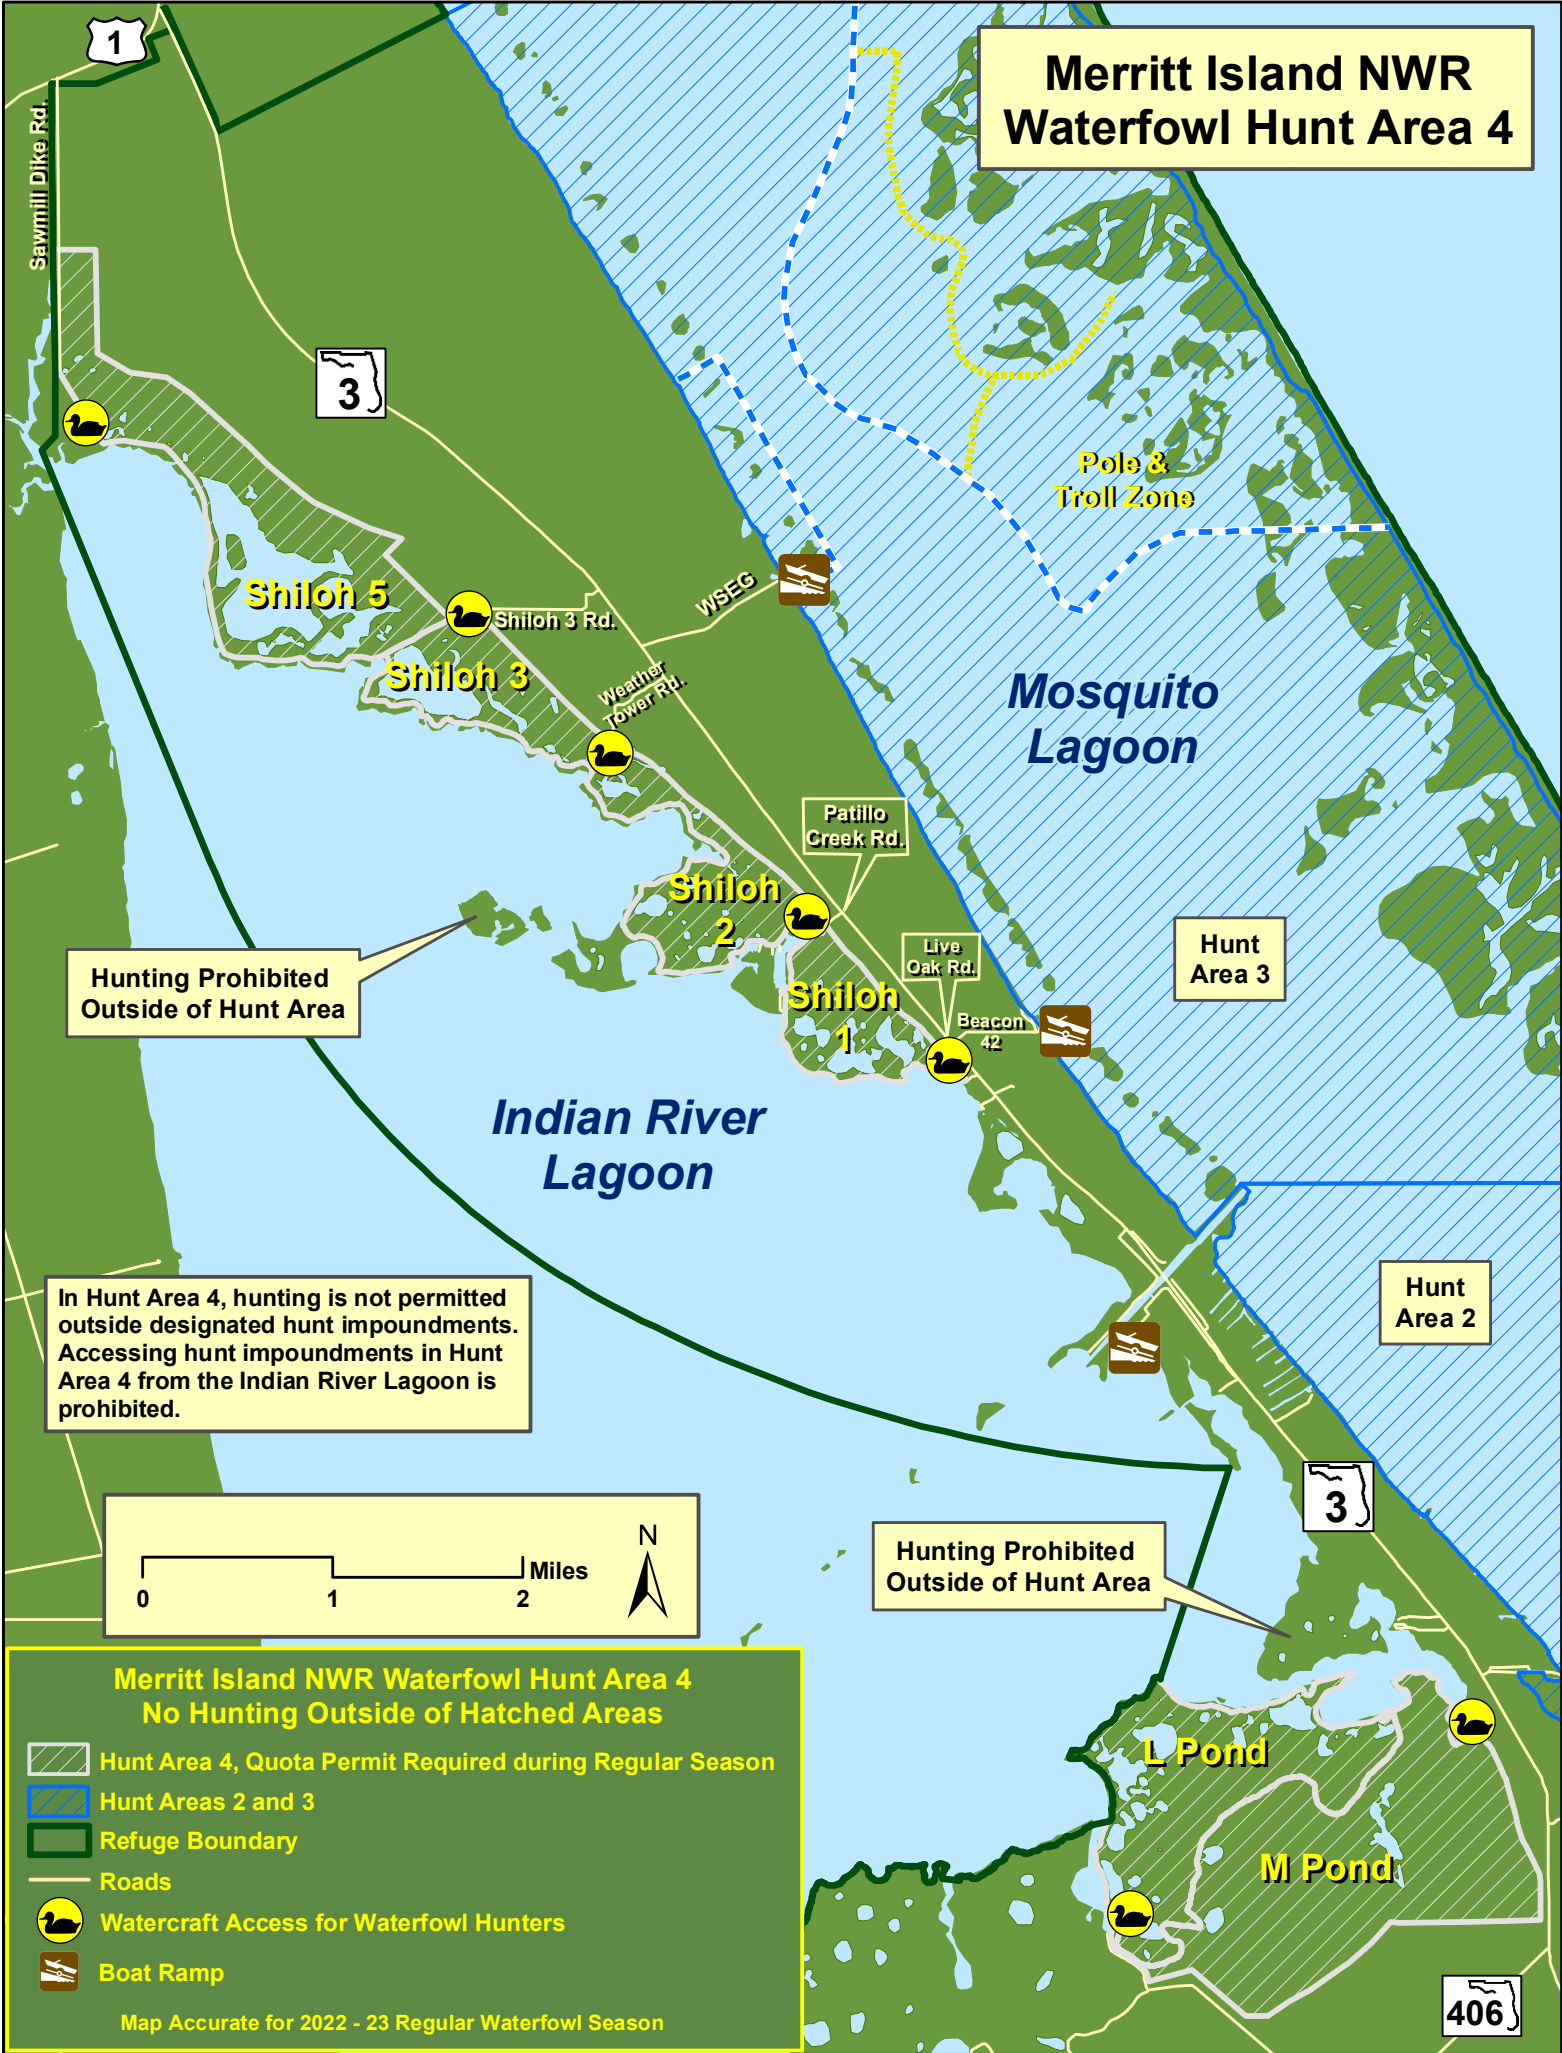 1
Merritt Island NWR
Waterfowl Hunt Area 4
Sawmill Dike Rd.
3
Pole &
Troll Zone
Shiloh 5
WSEG
Shiloh 3 Rd.
Shiloh 3
Weather
Tower Rd.
Mosquito
Lagoon
Patillo
Creek Rd.
Shiloh
2
Live
Oak Rd.
Hunt
Area 3
Hunting Prohibited
Outside of Hunt Area
Shiloh
1
Beacon
42
Indian River
Lagoon
Hunt
Area 2
In Hunt Area 4, hunting is not permitted
outside designated hunt impoundments.
Accessing hunt impoundments in Hunt
Area 4 from the Indian River Lagoon is
prohibited.
3
N
Miles
0 1 2
Hunting Prohibited
Outside of Hunt Area
L Pond
M Pond
406
Merritt Island NWR Waterfowl Hunt Area 4
No Hunting Outside of Hatched Areas
Hunt Area 4, Quota Permit Required during Regular Season
Hunt Areas 2 and 3
Refuge Boundary
Roads
Watercraft Access for Waterfowl Hunters
Boat Ramp
Map Accurate for 2022 - 23 Regular Waterfowl Season